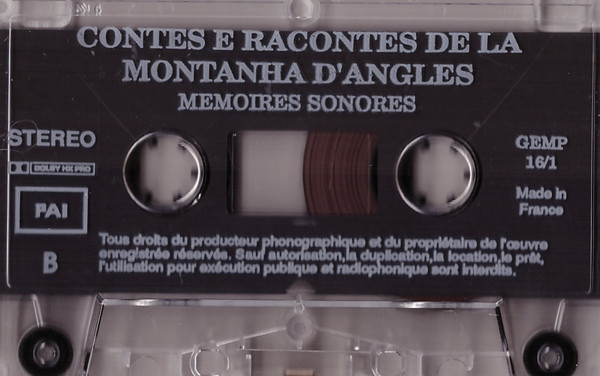 CONTES E RACONTES DE LA
MONTANHA D'ANGLES
MEMOIRES SONORES
STEREO
DOLBY HX PRO
PAI
B
GEMP
16/1
Made in
France
Tous droits du producteur phonographique et du propriétaire de l'œuvre
enregistrée réservés. Sauf autorisation,la duplication,la location,le prêt,
l'utilisation pour exécution publique et radiophonique sont interdits.